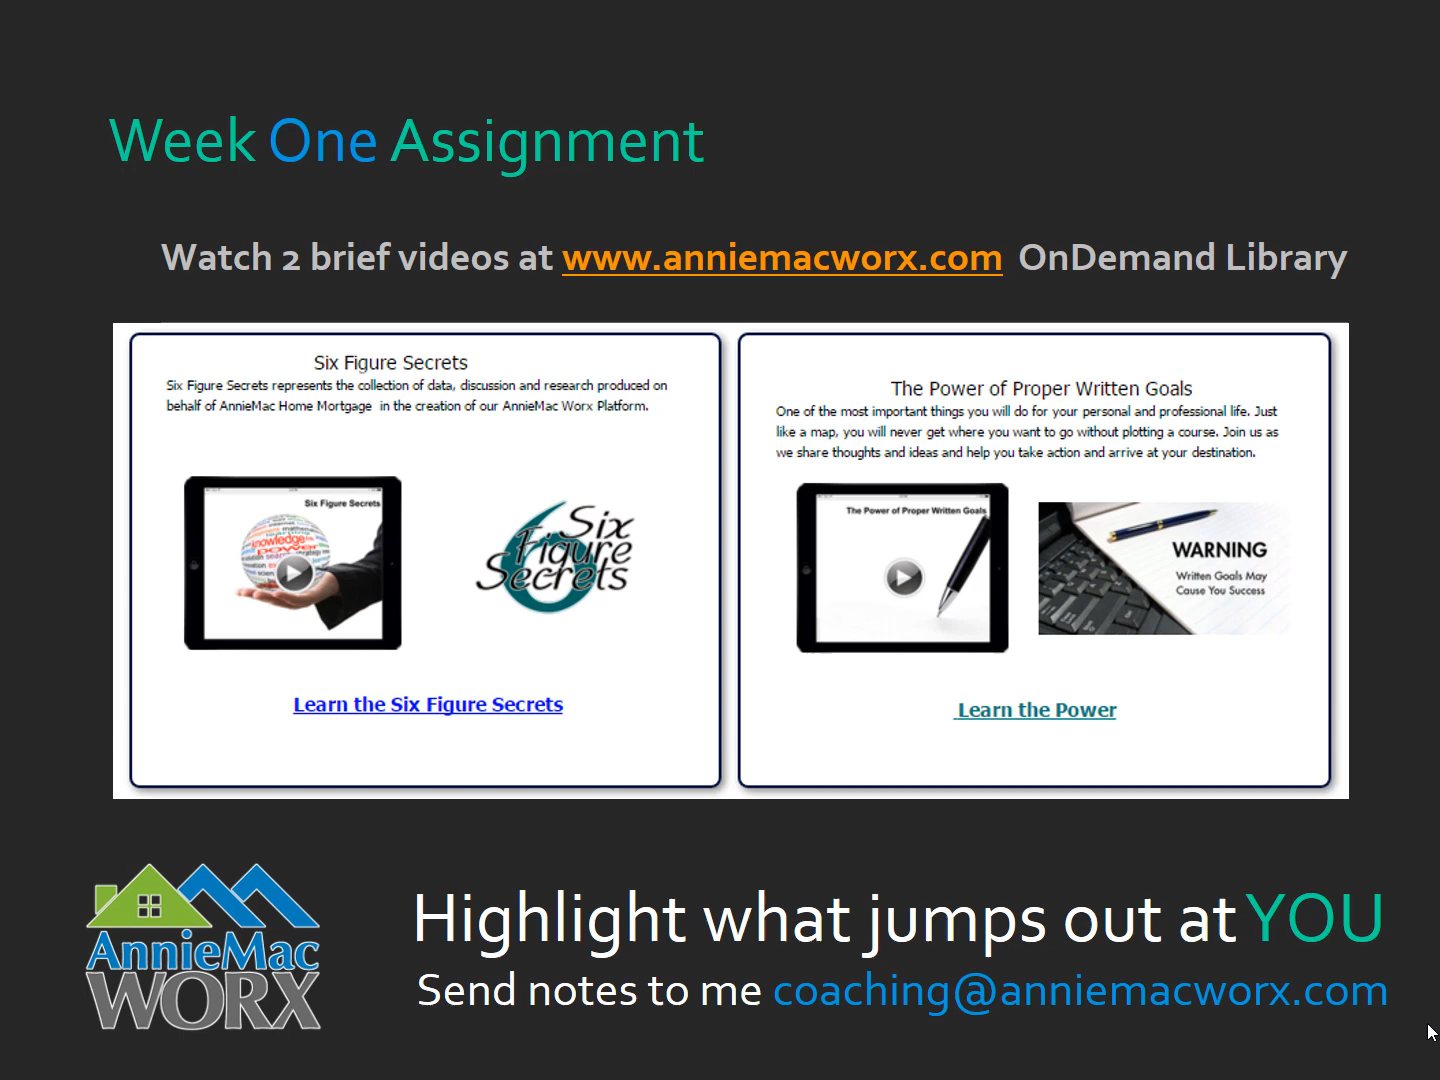 Week One Assignment
Watch 2 brief videos at www.anniemacworx.com OnDemand Library
Six Figure Secrets
Six Figure Secrets represents the collection of data, discussion and research produced on
behalf of AnnieMac Home Mortgage in the creation of our AnnieMac Worx Platform.
Six Figure Secrets
knowledge
power
Six
Figure
Secrets
Learn the Six Figure Secrets
The Power of Proper Written Goals
One of the most important things you will do for your personal and professional life. Just
like a map, you will never get where you want to go without plotting a course. Join us as
we share thoughts and ideas and help you take action and arrive at your destination.
The Power of Proper Written Goals
WARNING
Written Goals May
Cause You Success
Learn the Power
AnnieMac
WORX
Highlight what jumps out at YOU
Send notes to me coaching@anniemacworx.com